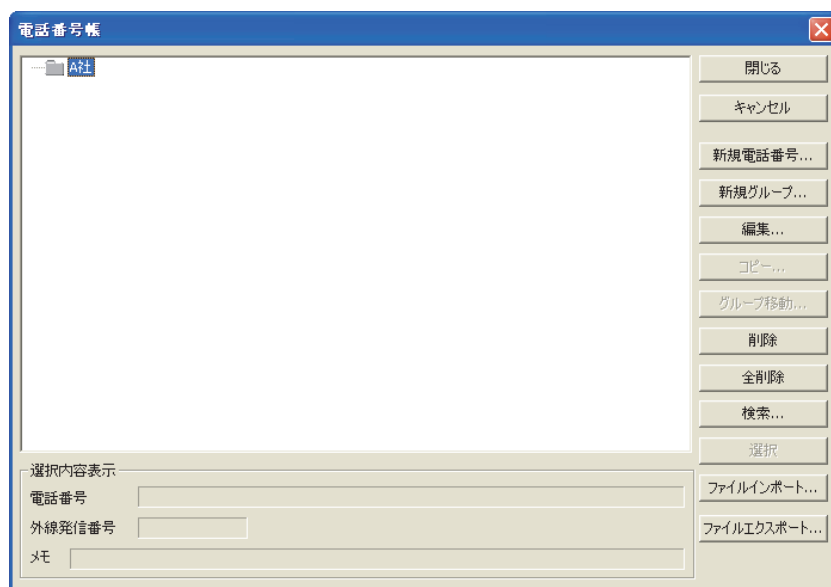 電話番号帳
A社
閉じる
キャンセル
新規電話番号...
新規グループ...
編集...
コピー...
グループ移動...
削除
全削除
検索...
選択
ファイルインポート...
ファイルエクスポート...
選択内容表示
電話番号
外線発信番号
メモ